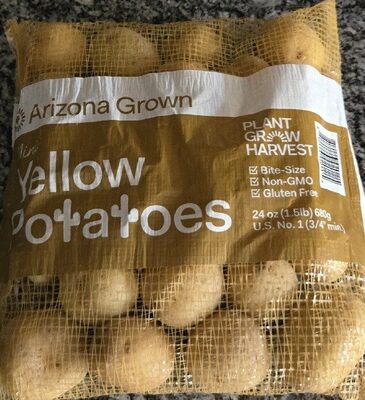 Arizona Grown
Mini
Yellow
Potatoes
PLANT
GROW
HARVEST
Bite-Size
Non-GMO
Gluten Free
24 oz (1.5lb) 680g
U.S. No. 1 (3/4" min.)